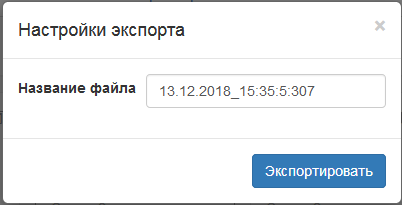 Настройки экспорта
×
Название файла 13.12.2018_15:35:5:307
Экспортировать